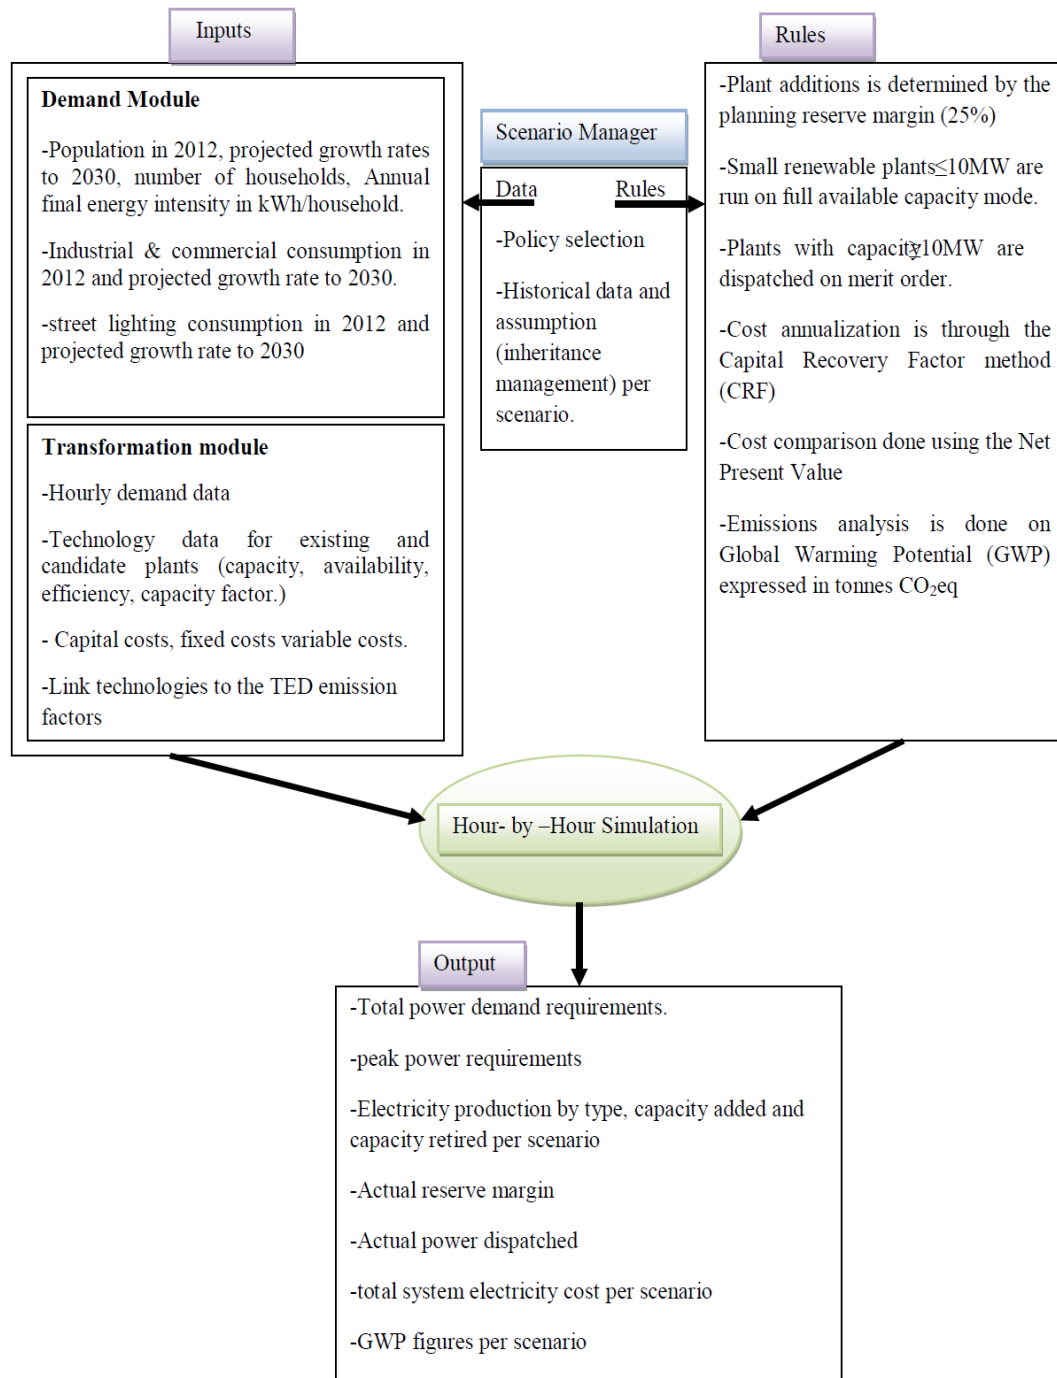 Inputs
Demand Module
-Population in 2012, projected growth rates
to 2030, number of households, Annual
final energy intensity in kWh/household.
-Industrial & commercial consumption in
2012 and projected growth rate to 2030.
-street lighting consumption in 2012 and
projected growth rate to 2030
Transformation module
-Hourly demand data
-Technology data for existing and
candidate plants (capacity, availability,
efficiency, capacity factor.)
- Capital costs, fixed costs variable costs.
-Link technologies to the TED emission
factors
Scenario Manager
Data Rules
-Policy selection
-Historical data and
assumption
(inheritance
management) per
scenario.
Rules
-Plant additions is determined by the
planning reserve margin (25%)
-Small renewable plants≤10MW are
run on full available capacity mode.
-Plants with capacity≥10MW are
dispatched on merit order.
-Cost annualization is through the
Capital Recovery Factor method
(CRF)
-Cost comparison done using the Net
Present Value
-Emissions analysis is done on
Global Warming Potential (GWP)
expressed in tonnes CO₂eq
Hour- by –Hour Simulation
Output
-Total power demand requirements.
-peak power requirements
-Electricity production by type, capacity added and
capacity retired per scenario
-Actual reserve margin
-Actual power dispatched
-total system electricity cost per scenario
-GWP figures per scenario